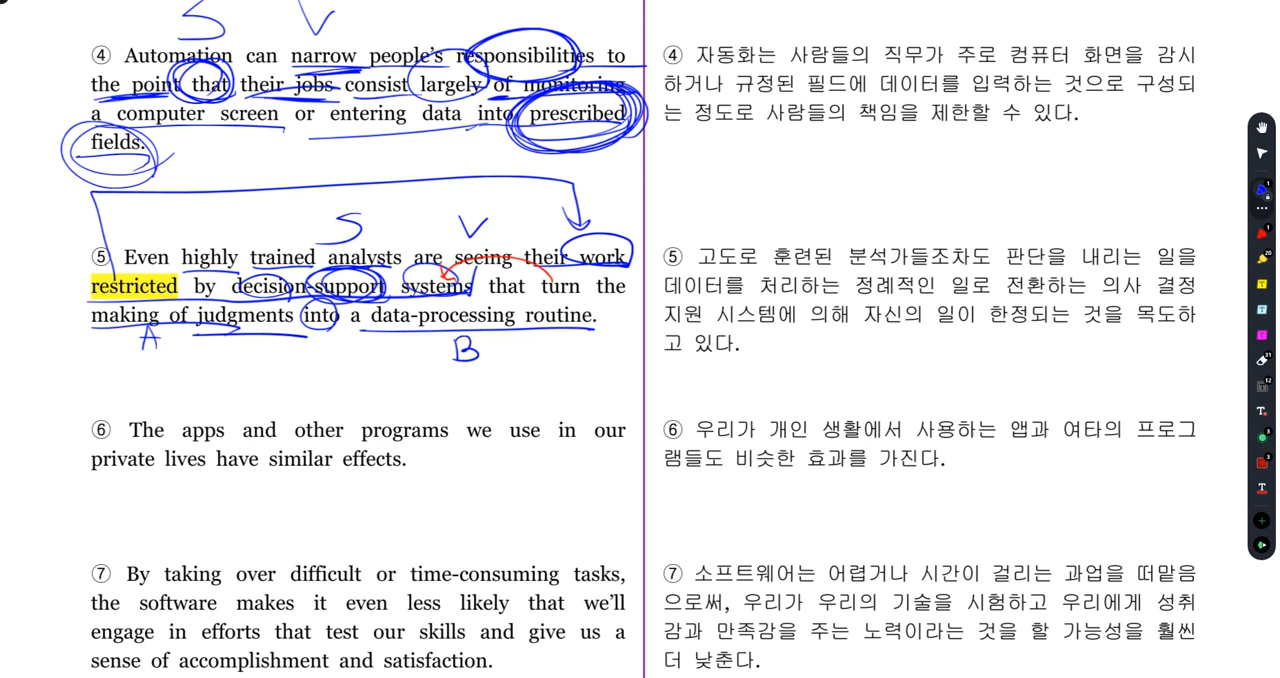 S V
④ Automation can narrow people's responsibilities to
the point that their jobs consist largely of monitoring
a computer screen or entering data into prescribed
fields.
S V
⑤ Even highly trained analysts are seeing their work
restricted by decision-support systems that turn the
making of judgments into a data-processing routine.
A B
⑥ The apps and other programs we use in our
private lives have similar effects.
⑦ By taking over difficult or time-consuming tasks,
the software makes it even less likely that we'll
engage in efforts that test our skills and give us a
sense of accomplishment and satisfaction.
④ 자동화는 사람들의 직무가 주로 컴퓨터 화면을 감시
하거나 규정된 필드에 데이터를 입력하는 것으로 구성되
는 정도로 사람들의 책임을 제한할 수 있다.
⑤ 고도로 훈련된 분석가들조차도 판단을 내리는 일을
데이터를 처리하는 정례적인 일로 전환하는 의사 결정
지원 시스템에 의해 자신의 일이 한정되는 것을 목도하
고 있다.
⑥ 우리가 개인 생활에서 사용하는 앱과 여타의 프로그
램들도 비슷한 효과를 가진다.
⑦ 소프트웨어는 어렵거나 시간이 걸리는 과업을 떠맡음
으로써, 우리가 우리의 기술을 시험하고 우리에게 성취
감과 만족감을 주는 노력이라는 것을 할 가능성을 훨씬
더 낮춘다.
1
1
20
T
T
T
31
12
T
3
3
T